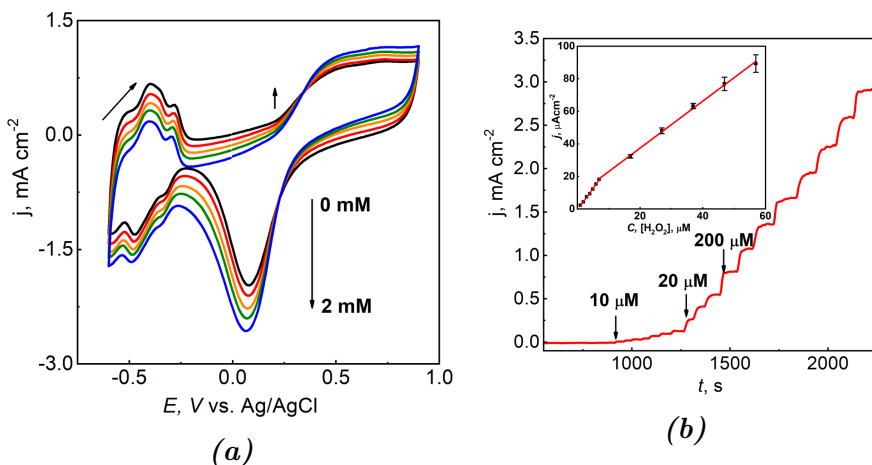 1.5
0.0
-1.5
-3.0
j, mA cm-2
-0.5
0.0
0.5
1.0
E, V vs. Ag/AgCl
0 mM
2 mM
(a)
3.5
3.0
2.5
2.0
1.5
1.0
0.5
0.0
j, mA cm-2
1000
1500
2000
t, s
10 μM
20 μM
200 μM
100
80
60
40
20
0
j, μAcm-2
20
40
60
C, [H2O2], μM
(b)